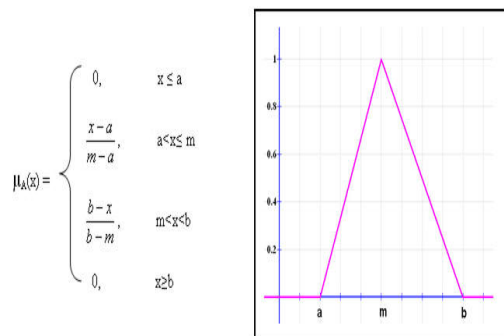 μA(x) =
0, x ≤ a
x − a
m − a , a<x≤ m
b − x
b − m , m<x<b
0, x≥b
1
0.8
0.6
0.4
0.2
a m b